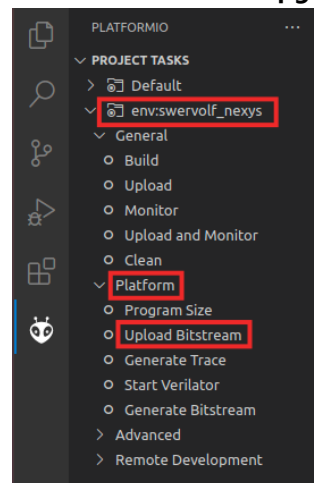 PLATFORMIO
PROJECT TASKS
Default
env:swervolf_nexys
General
Build
Upload
Monitor
Upload and Monitor
Clean
Platform
Program Size
Upload Bitstream
Generate Trace
Start Verilator
Generate Bitstream
Advanced
Remote Development